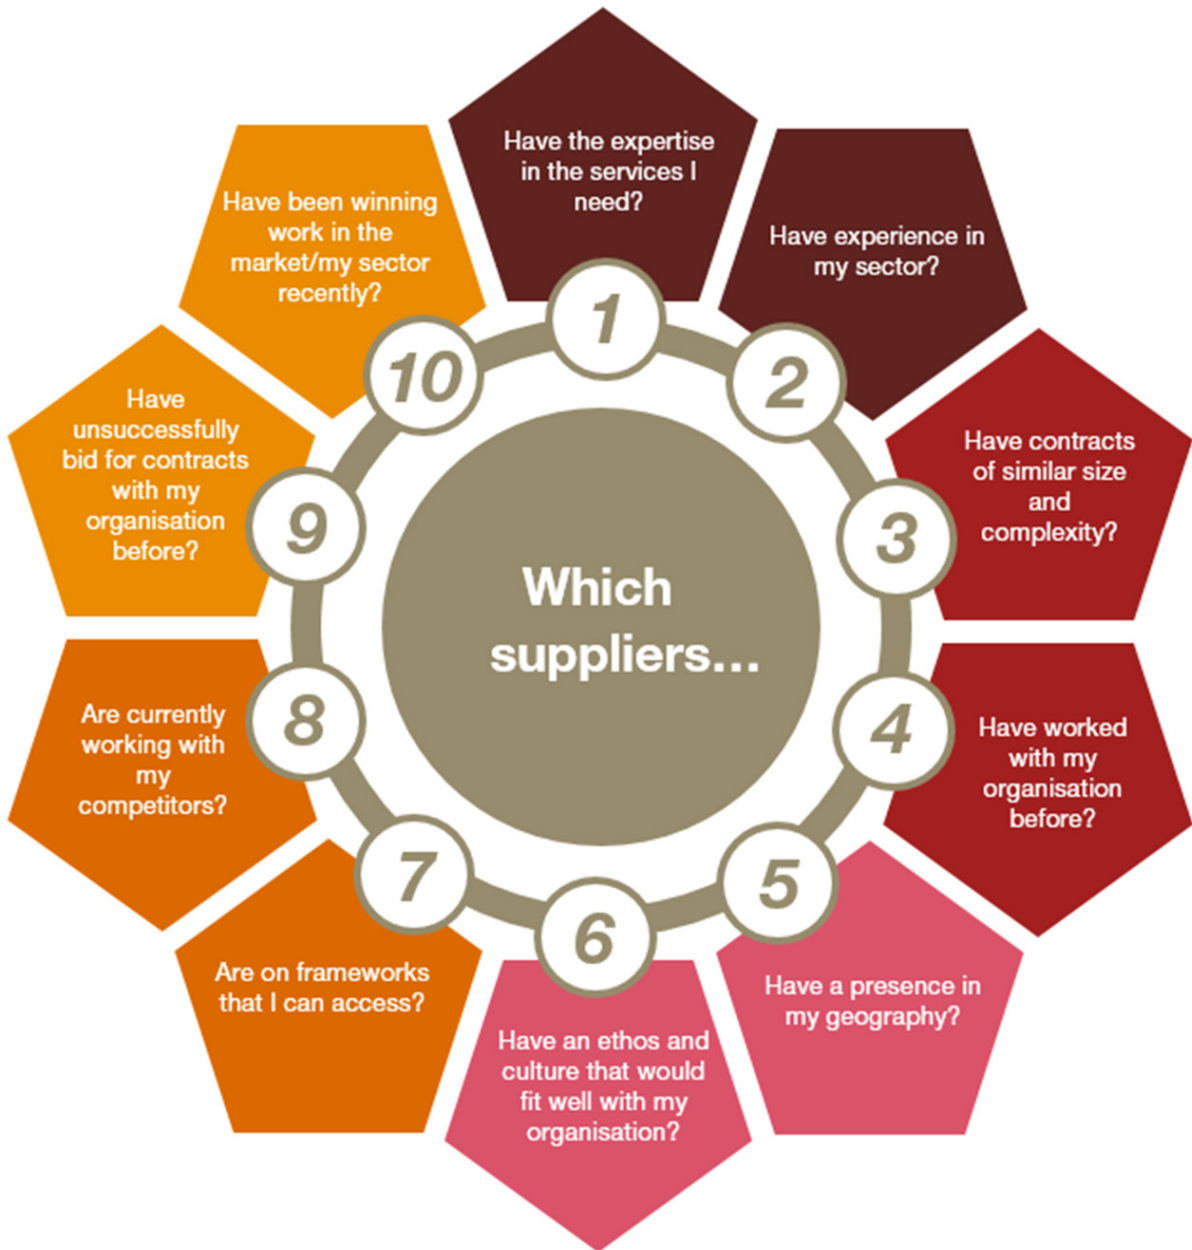 Which
suppliers...
1
Have the expertise
in the services I
need?
2
Have experience in
my sector?
3
Have contracts
of similar size
and
complexity?
4
Have worked
with my
organisation
before?
5
Have a presence in
my geography?
6
Have an ethos and
culture that would
fit well with my
organisation?
7
Are on frameworks
that I can access?
8
Are currently
working with
my
competitors?
9
Have
unsuccessfully
bid for contracts
with my
organisation
before?
10
Have been winning
work in the
market/my sector
recently?